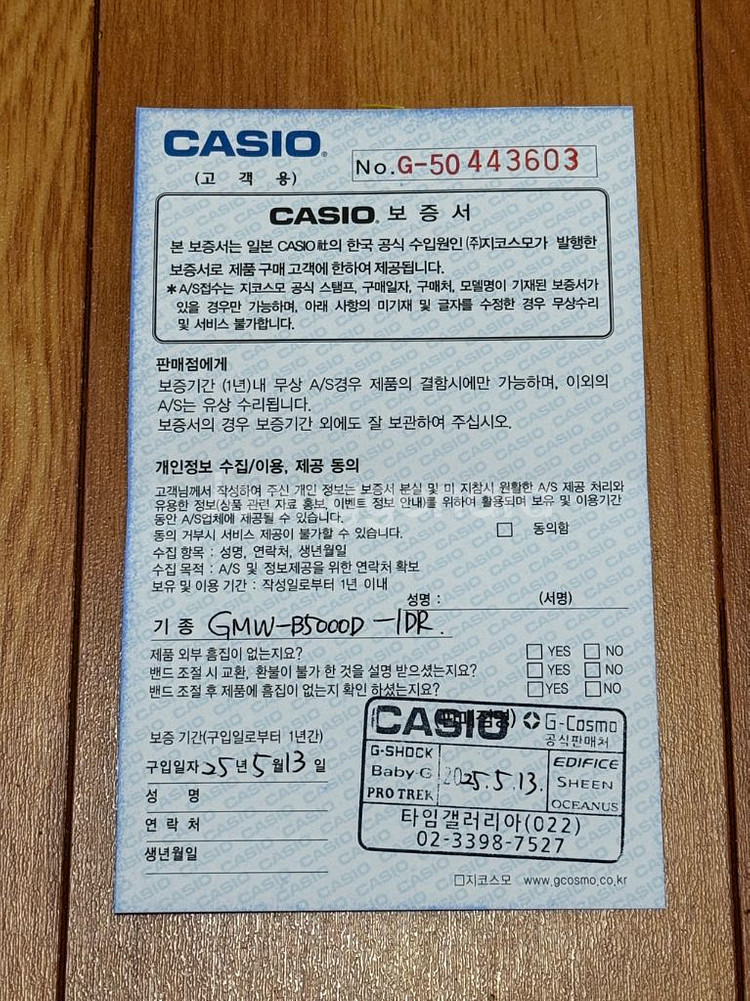 CASIO®
(고 객 용)
No.G-50 443603
CASIO® 보 증 서
본 보증서는 일본 CASIO社의 한국 공식 수입원인 (주)지코스모가 발행한
보증서로 제품 구매 고객에 한하여 제공됩니다.
*A/S접수는 지코스모 공식 스탬프, 구매일자, 구매처, 모델명이 기재된 보증서가
있을 경우만 가능하며, 아래 사항의 미기재 및 글자를 수정한 경우 무상수리
및 서비스 불가합니다.
판매점에게
보증기간 (1년)내 무상 A/S경우 제품의 결함시에만 가능하며, 이외의
A/S는 유상 수리됩니다.
보증서의 경우 보증기간 외에도 잘 보관하여 주십시오.
개인정보 수집/이용, 제공 동의
고객님께서 작성하여 주신 개인 정보는 보증서 분실 및 미 지참시 원활한 A/S 제공 처리와
유용한 정보(상품 관련 자료 홍보, 이벤트 정보 안내)를 위하여 활용되며 보유 및 이용기간
동안 A/S업체에 제공될 수 있습니다.
동의 거부시 서비스 제공이 불가할 수 있습니다. □ 동의함
수집 항목 : 성명, 연락처, 생년월일
수집 목적 : A/S 및 정보제공을 위한 연락처 확보
보유 및 이용 기간 : 작성일로부터 1년 이내
성명 : (서명)
기 종 GMW-B5000D-1DR.
제품 외부 흠집이 없는지요? □ YES □ NO
밴드 조절 시 교환, 환불이 불가 한 것을 설명 받으셨는지요? □ YES □ NO
밴드 조절 후 제품에 흠집이 없는지 확인 하셨는지요? □ YES □ NO
CASIO G-Cosmo
공식판매처
보증 기간(구입일로부터 1년간)
구입일자 25년 5월 13일
성 명
연 락 처
생년월일
G-SHOCK
Baby-G
PRO TREK
2025.5.13.
EDIFICE
SHEEN
OCEANUS
타임갤러리아(022)
02-3398-7527
□지코스모 www.gcosmo.co.kr